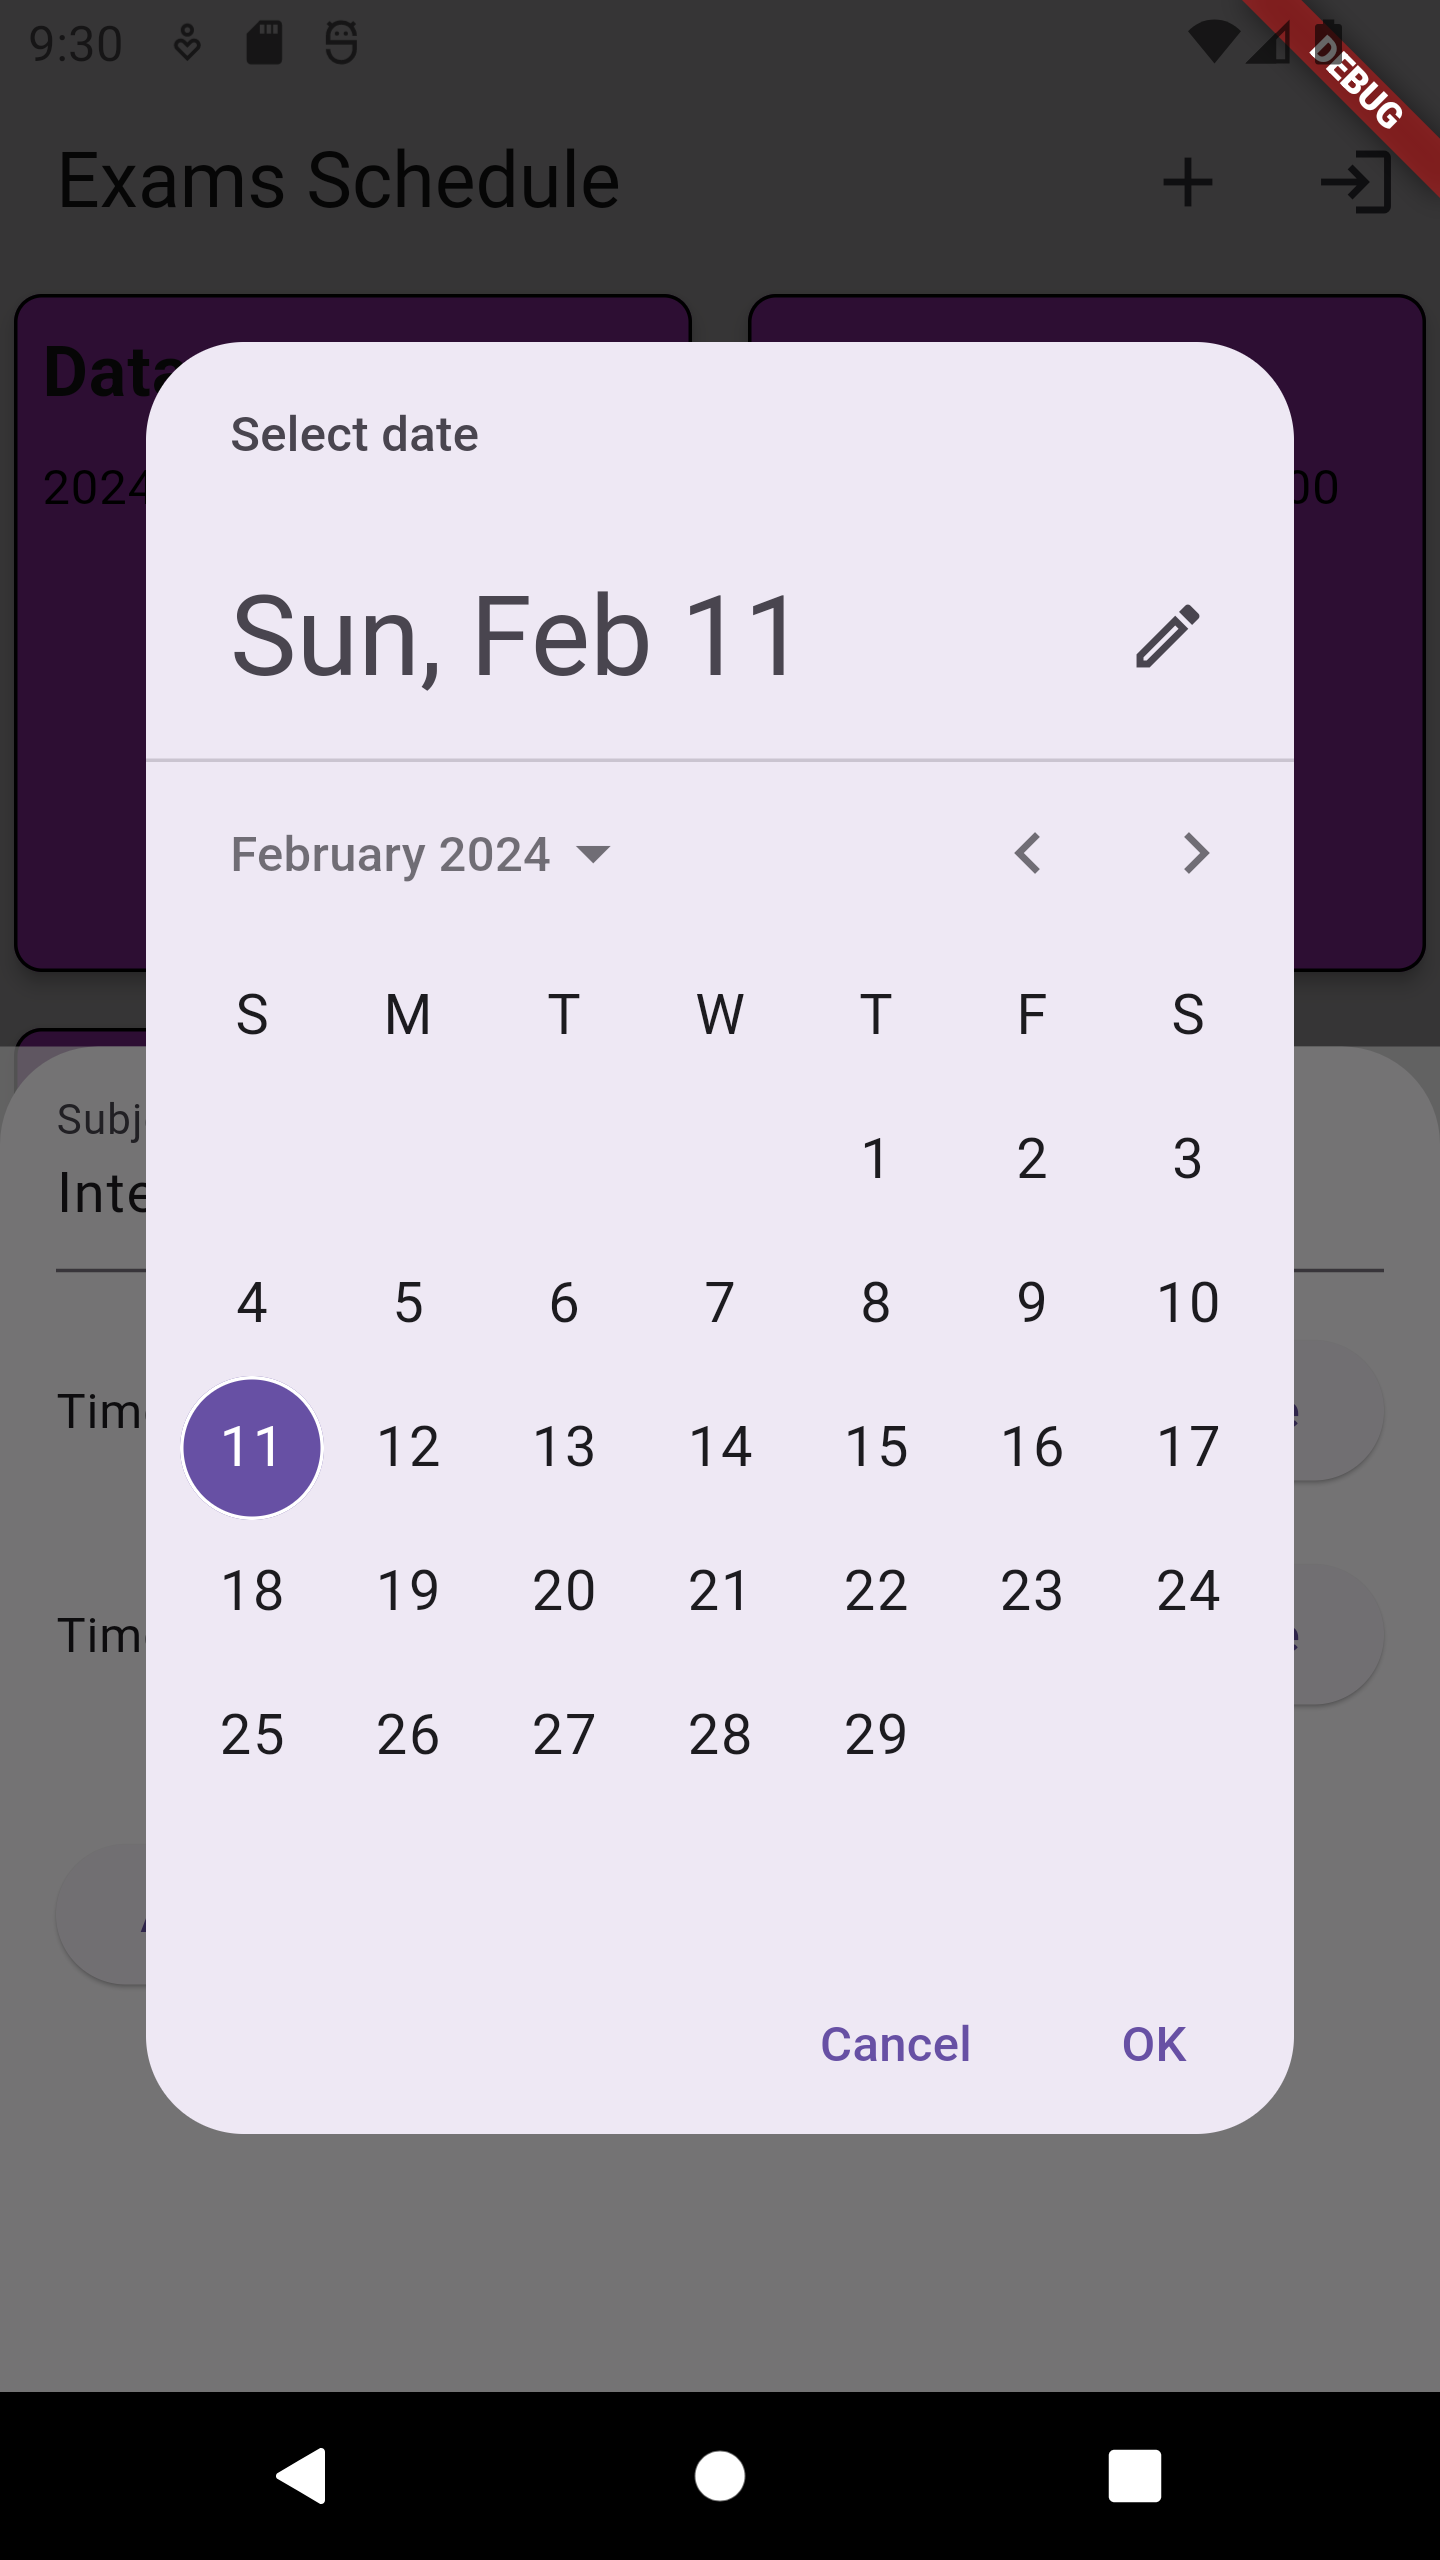 9:30
DEBUG
Exams Schedule
2024
00
Select date
Sun, Feb 11
February 2024
S M T W T F S
1 2 3
4 5 6 7 8 9 10
11 12 13 14 15 16 17
18 19 20 21 22 23 24
25 26 27 28 29
Cancel OK